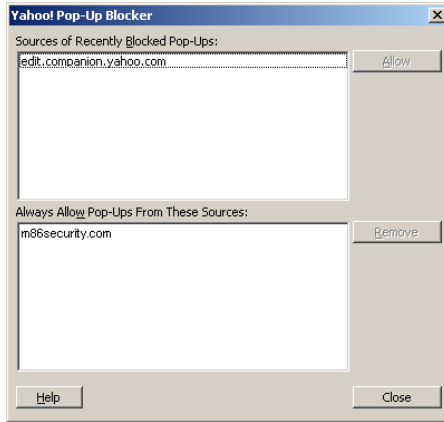 Yahoo! Pop-Up Blocker
Sources of Recently Blocked Pop-Ups:
edit.companion.yahoo.com
Allow
Always Allow Pop-Ups From These Sources:
m86security.com
Remove
Help
Close